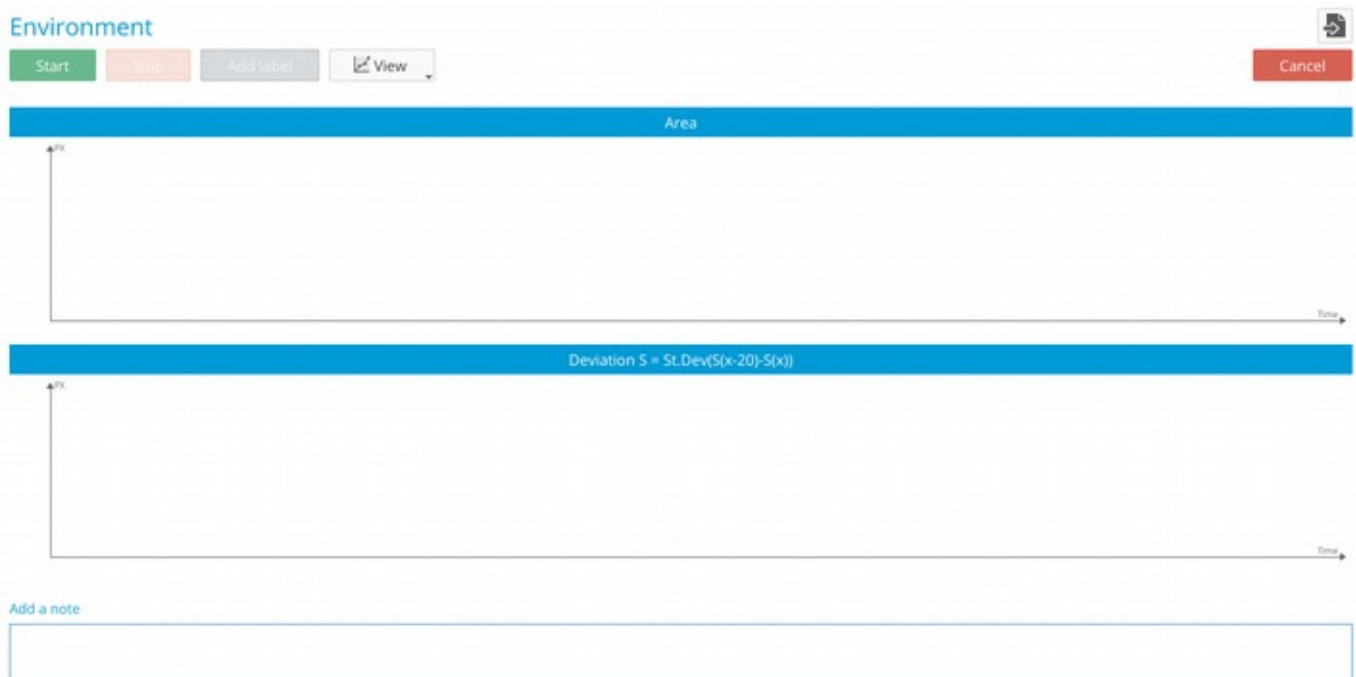 Environment
Start Stop Add label View
Cancel
Area
PX
Time
Deviation S = St.Dev(S(x-20)-S(x))
PX
Time
Add a note